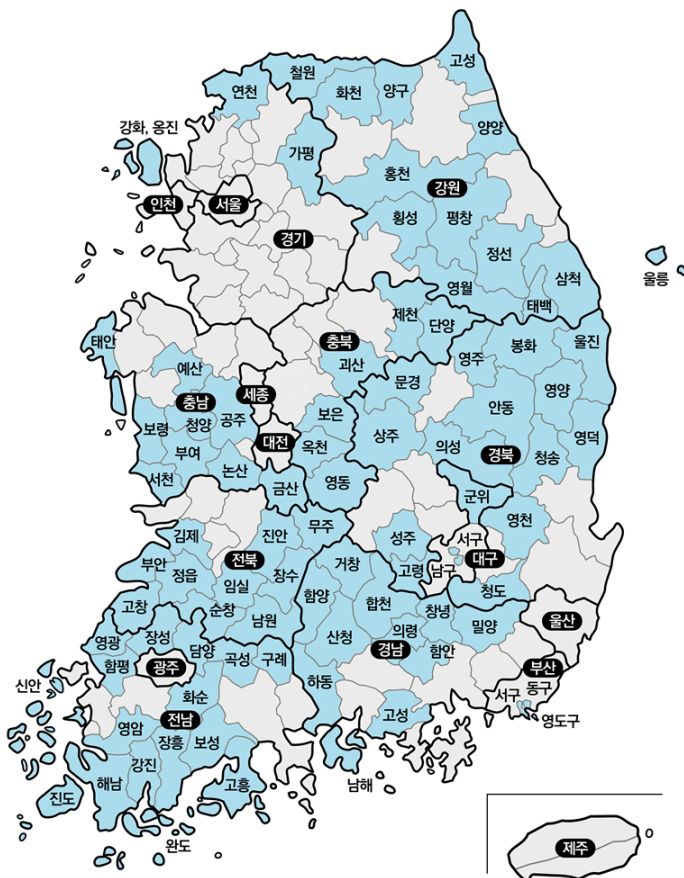 고성
철원
연천
화천
양구
강화, 옹진
양양
가평
홍천
강원
인천
서울
횡성
평창
경기
정선
삼척
울릉
영월
태백
제천
단양
태안
충북
영주
봉화
울진
예산
괴산
문경
영양
세종
충남
안동
보은
보령
청양
공주
영덕
대전
상주
의성
경북
청송
부여
옥천
서천
논산
금산
영동
군위
영천
김제
진안
무주
성주
서구
대구
전북
거창
고령
남구
부안
정읍
임실
장수
함양
합천
청도
고창
순창
남원
창녕
의령
밀양
울산
영광
장성
담양
산청
경남
함안
함평
광주
곡성
구례
부산
신안
하동
서구
동구
화순
고성
영도구
영암
전남
장흥
보성
강진
해남
고흥
남해
진도
완도
제주